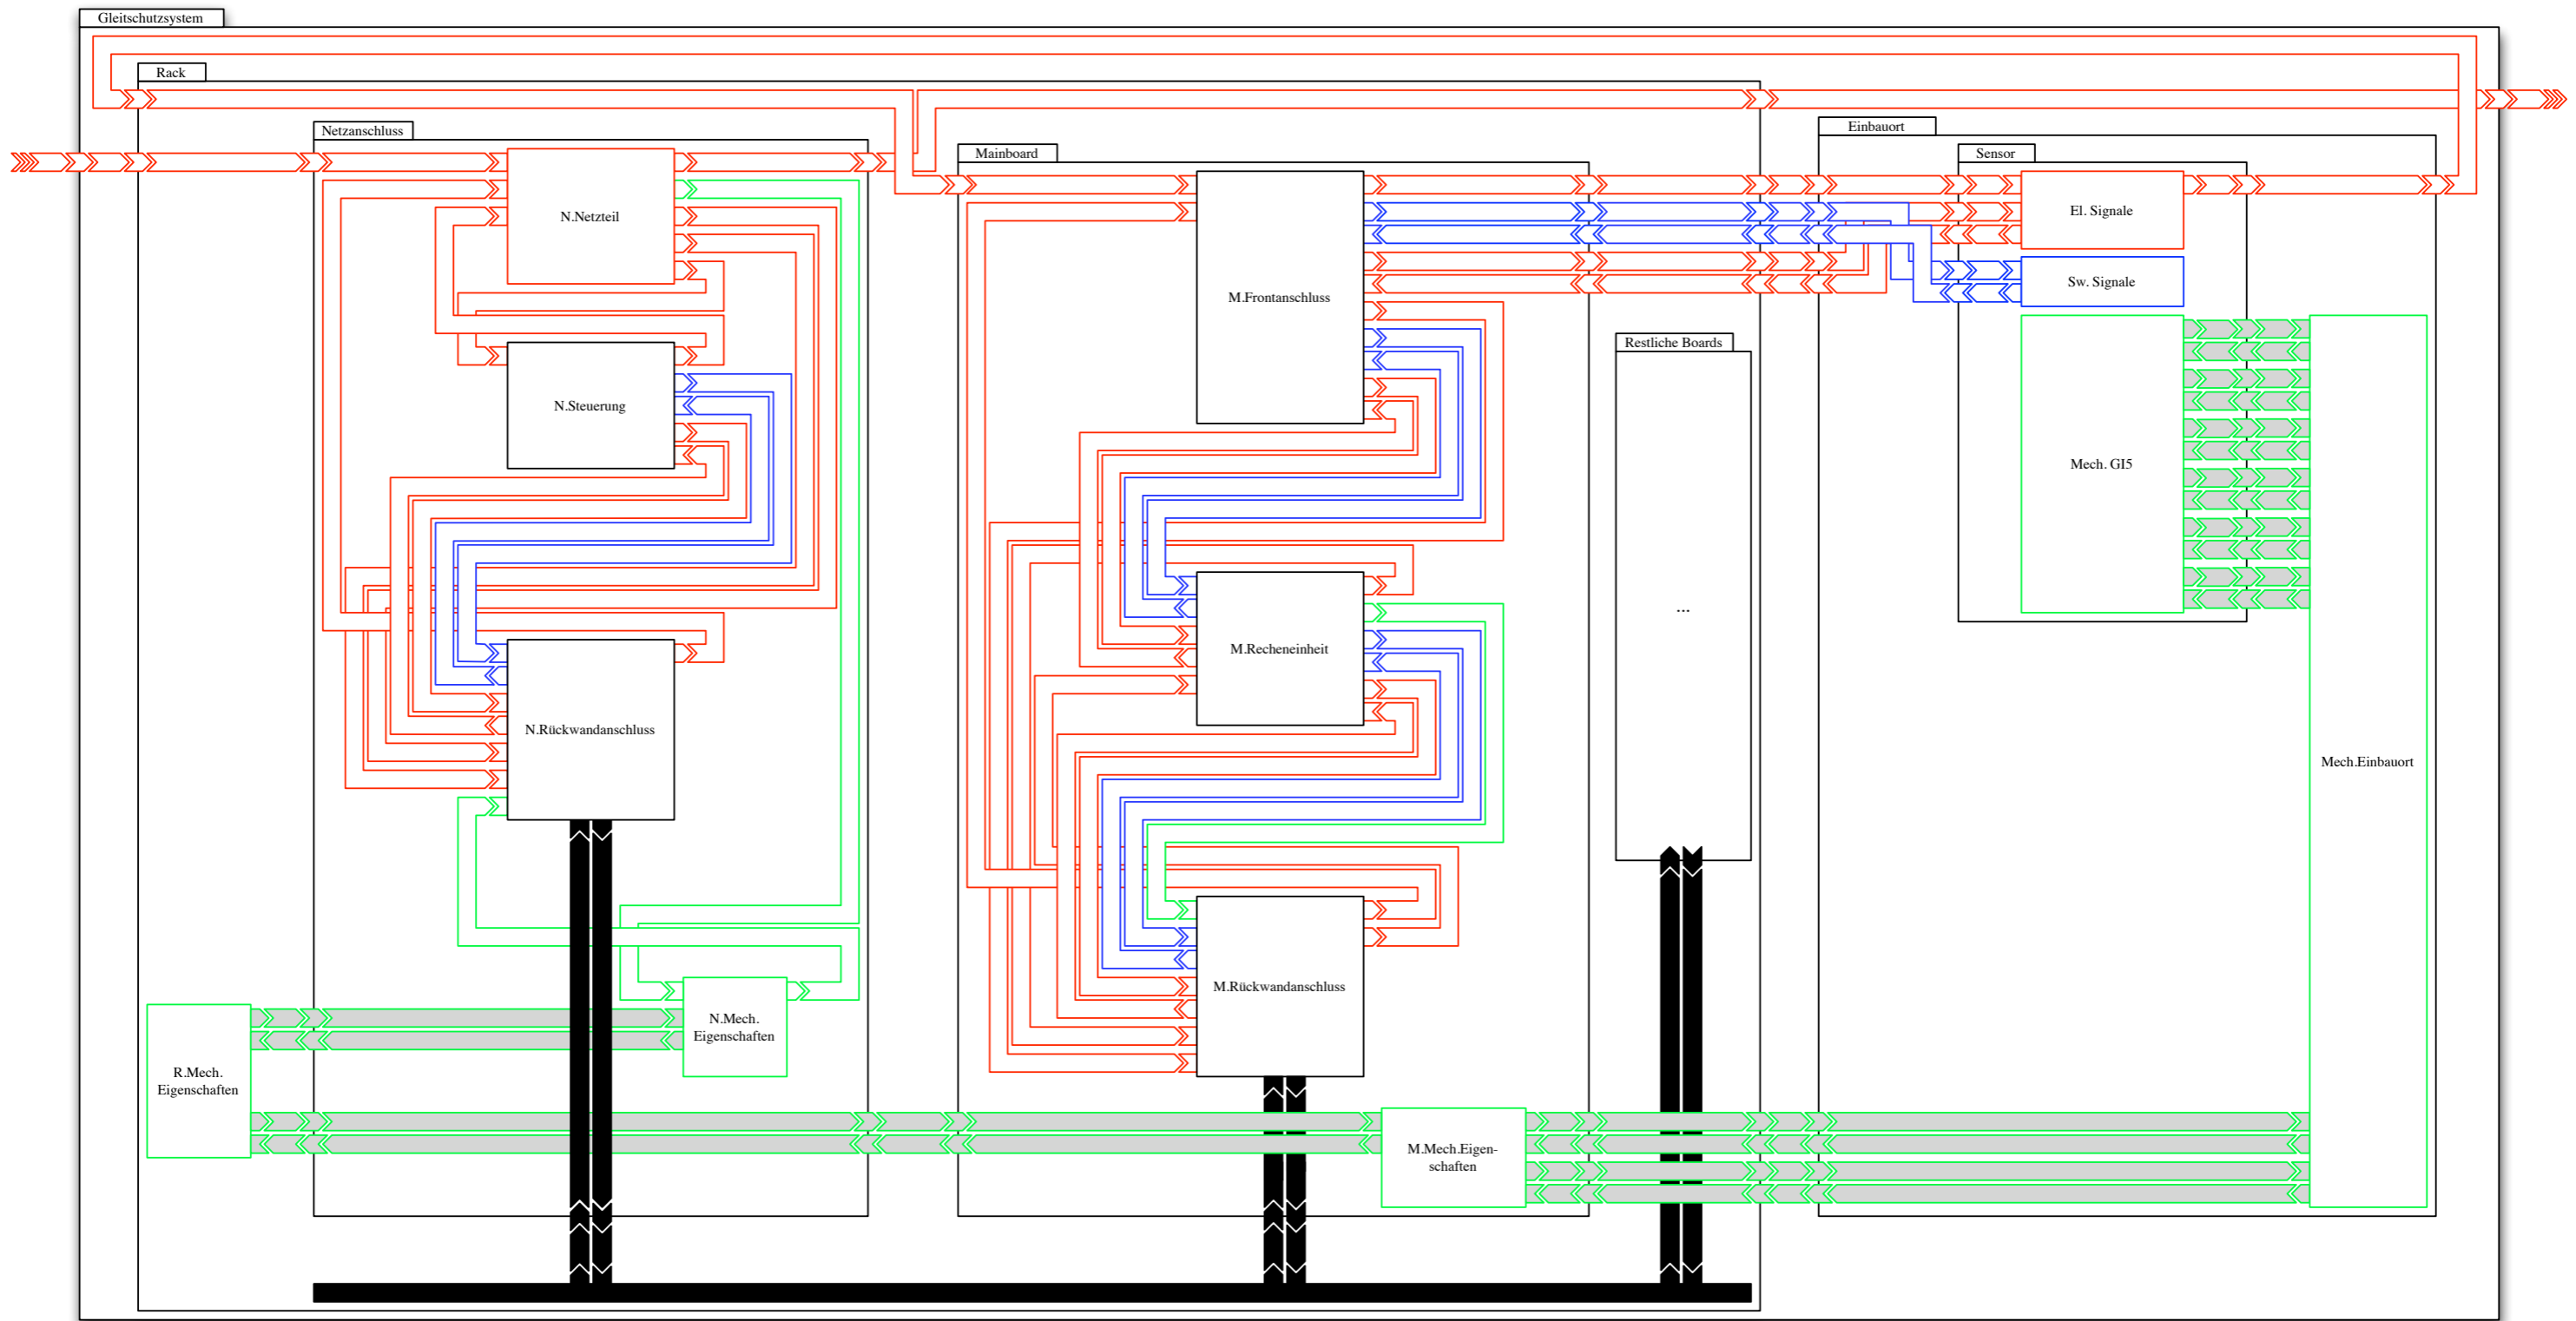 Gleitschutzsystem
Rack
Netzanschluss
Mainboard
Einbauort
Sensor
N.Netzteil
El. Signale
Sw. Signale
M.Frontanschluss
Restliche Boards
N.Steuerung
Mech. GI5
...
M.Recheneinheit
N.Rückwandanschluss
Mech.Einbauort
M.Rückwandanschluss
N.Mech.
Eigenschaften
R.Mech.
Eigenschaften
M.Mech.Eigen-
schaften